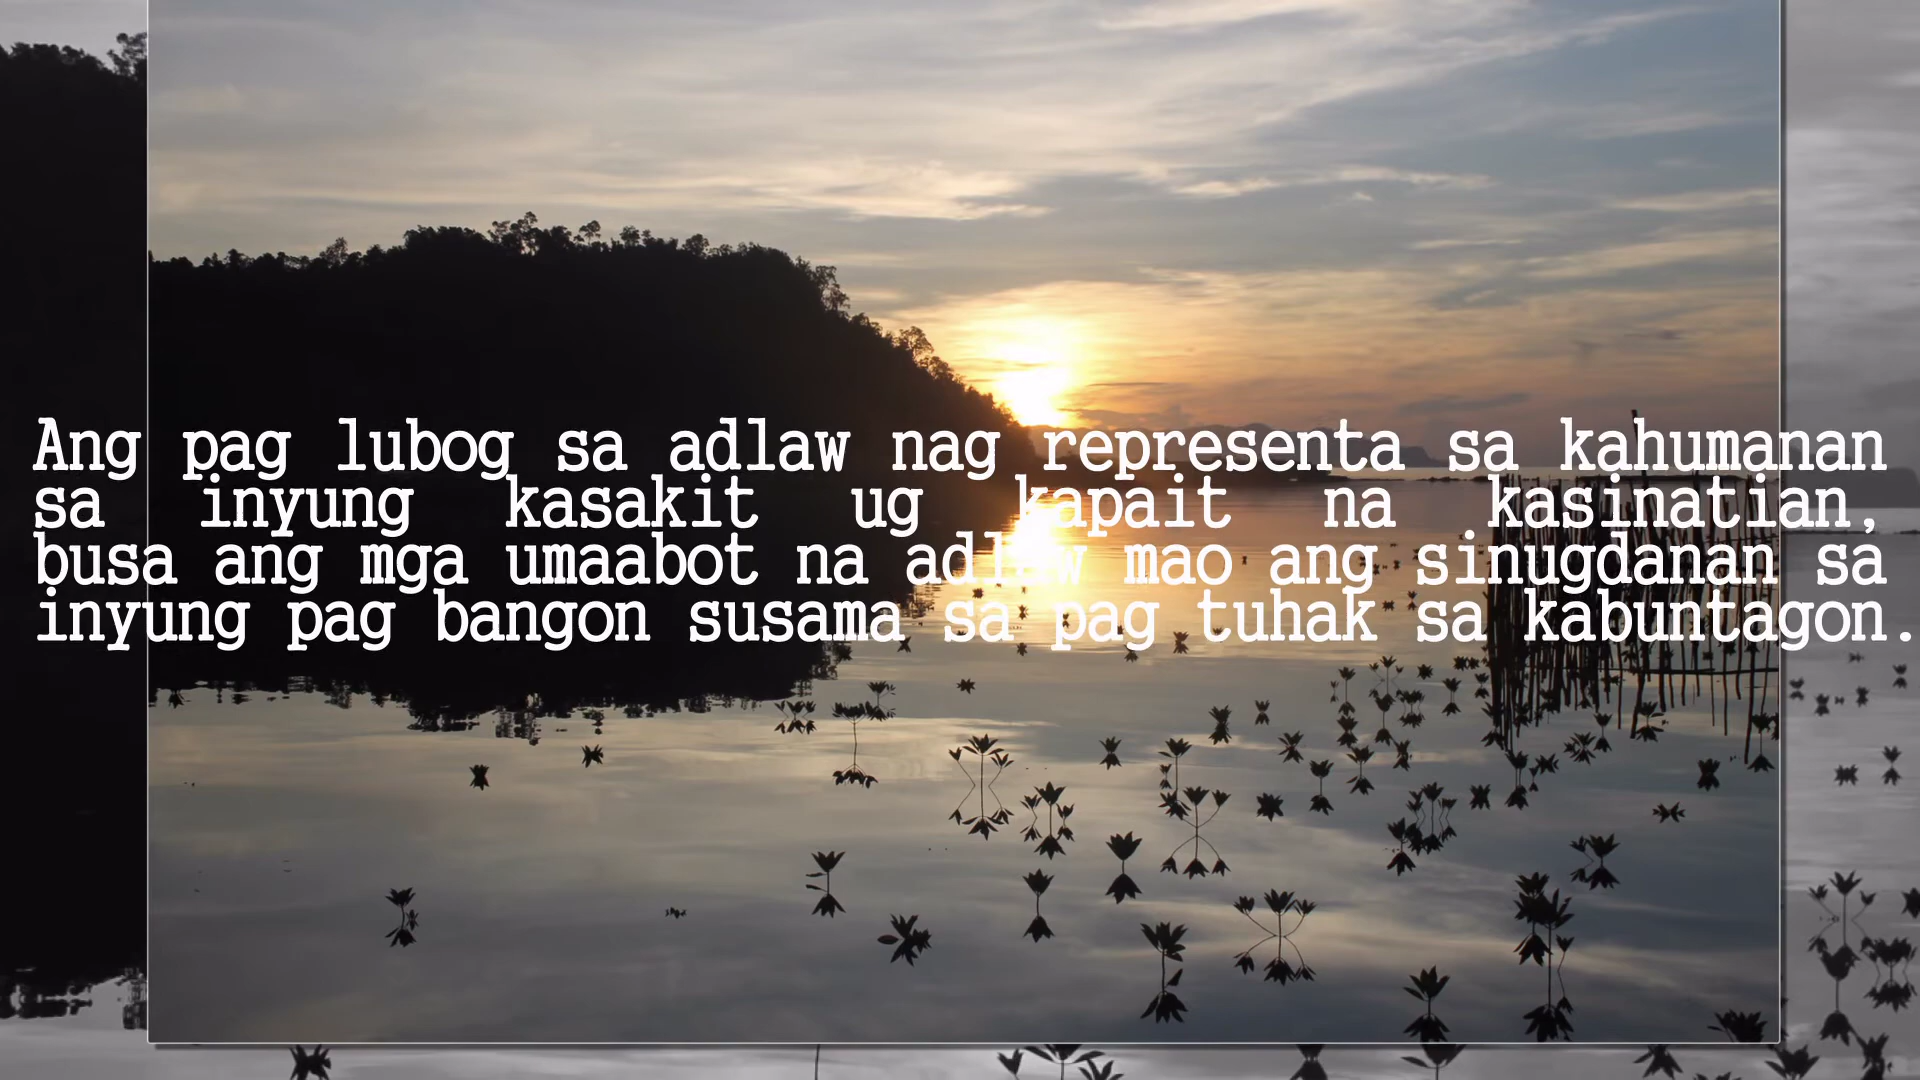 Ang pag lubog sa adlaw nag representa sa kahumanan
sa inyung kasakit ug kapait na kasinatian,
busa ang mga umaabot na adlaw mao ang sinugdanan sa
inyung pag bangon susama sa pag tuhak sa kabuntagon.